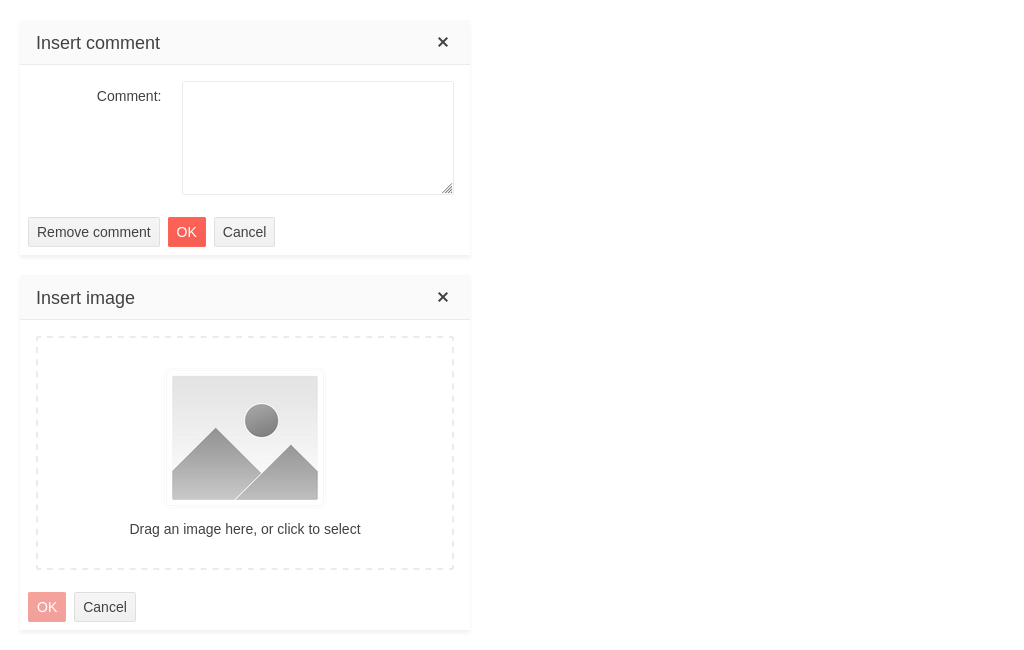 Insert comment
Comment:
Remove comment OK Cancel
Insert image
Drag an image here, or click to select
OK Cancel